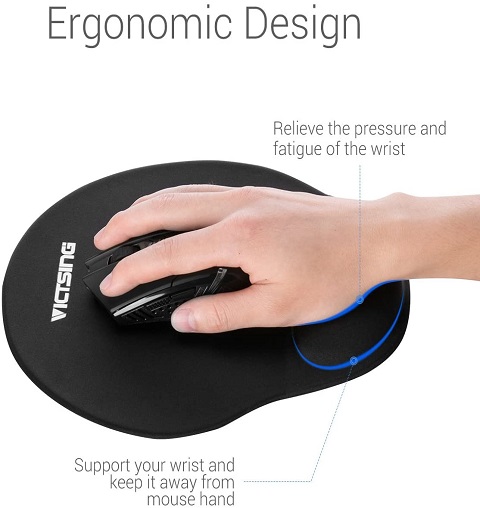 Ergonomic Design
Relieve the pressure and
fatigue of the wrist
VICTSING
Support your wrist and
keep it away from
mouse hand